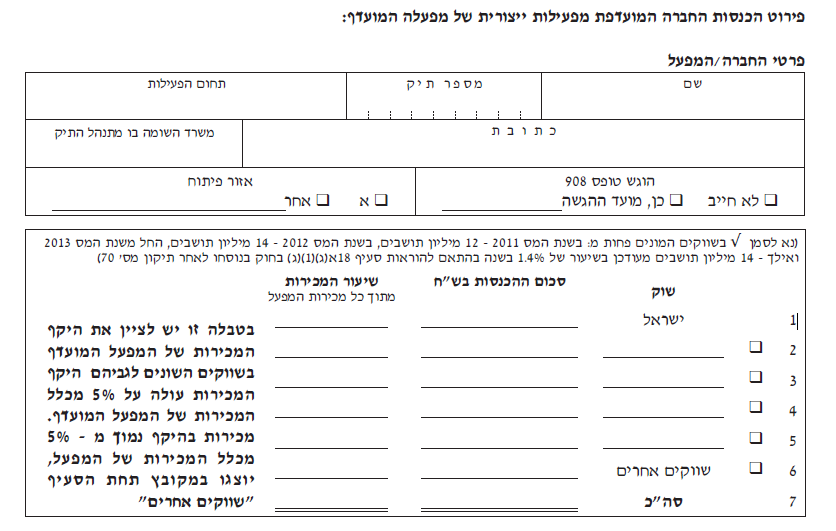 פירוט הכנסות החברה המועדפת מפעילות ייצורית של מפעלה המועדף:
פרטי החברה/המפעל
שם מספר תיק תחום הפעילות
כתובת משרד השומה בו מתנהל התיק
הוגש טופס 908 אזור פיתוח
❑ לא חייב ❑ כן, מועד ההגשה ❑ א ❑ אחר
(נא לסמן √ בשווקים המונים פחות מ: בשנת המס 2011 - 12 מיליון תושבים, בשנת המס 2012 - 14 מיליון תושבים, החל משנת המס 2013
ואילך - 14 מיליון תושבים מעודכן בשיעור של 1.4% בשנה בהתאם להוראות סעיף 18א(ג)(1)(ג) בחוק בנוסחו לאחר תיקון מס' 70)
שוק סכום ההכנסות בש"ח שיעור המכירות
מתוך כל מכירות המפעל
1 ישראל
2 ❑
3 ❑
4 ❑
5 ❑
6 ❑ שווקים אחרים
7 סה"כ
בטבלה זו יש לציין את היקף
המכירות של המפעל המועדף
בשווקים השונים לגביהם היקף
המכירות עולה על 5% מכלל
המכירות של המפעל המועדף.
מכירות בהיקף נמוך מ - 5%
מכלל המכירות של המפעל,
יוצגו במקובץ תחת הסעיף
"שווקים אחרים"